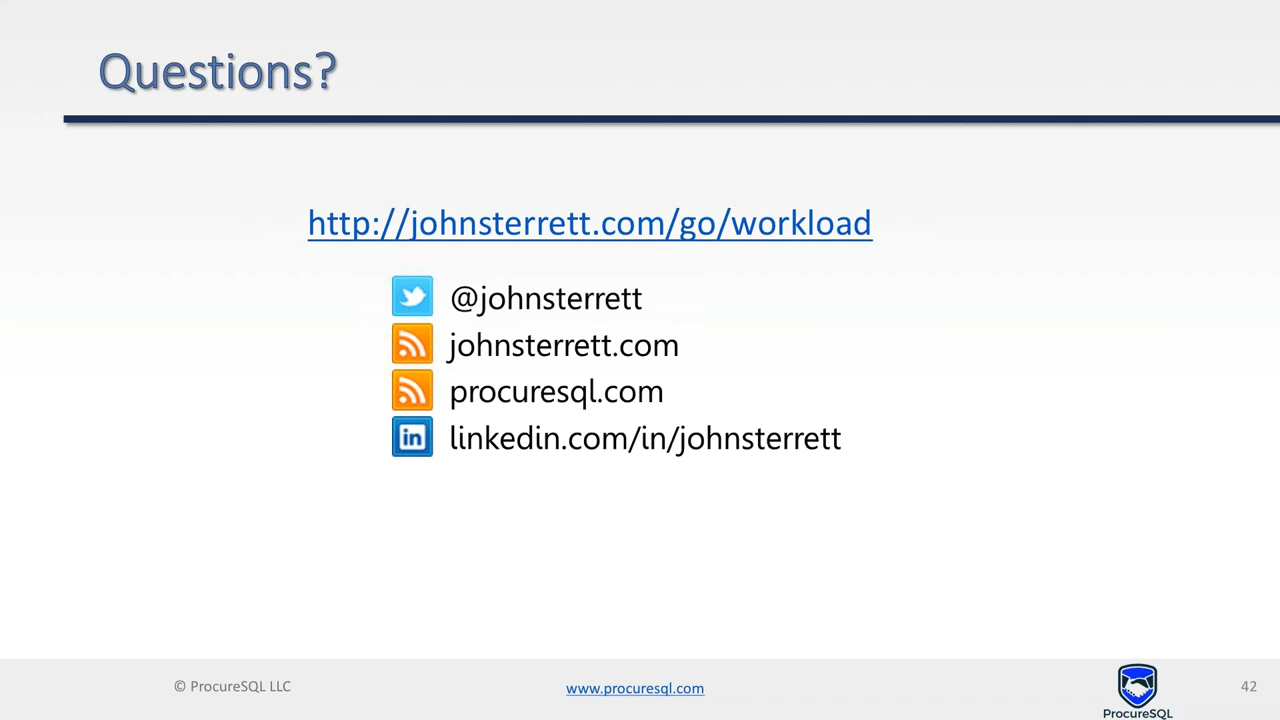 Questions?
http://johnsterrett.com/go/workload
@johnsterrett
johnsterrett.com
procuresql.com
in linkedin.com/in/johnsterrett
© ProcureSQL LLC
www.procuresql.com
ProcureSQL
42